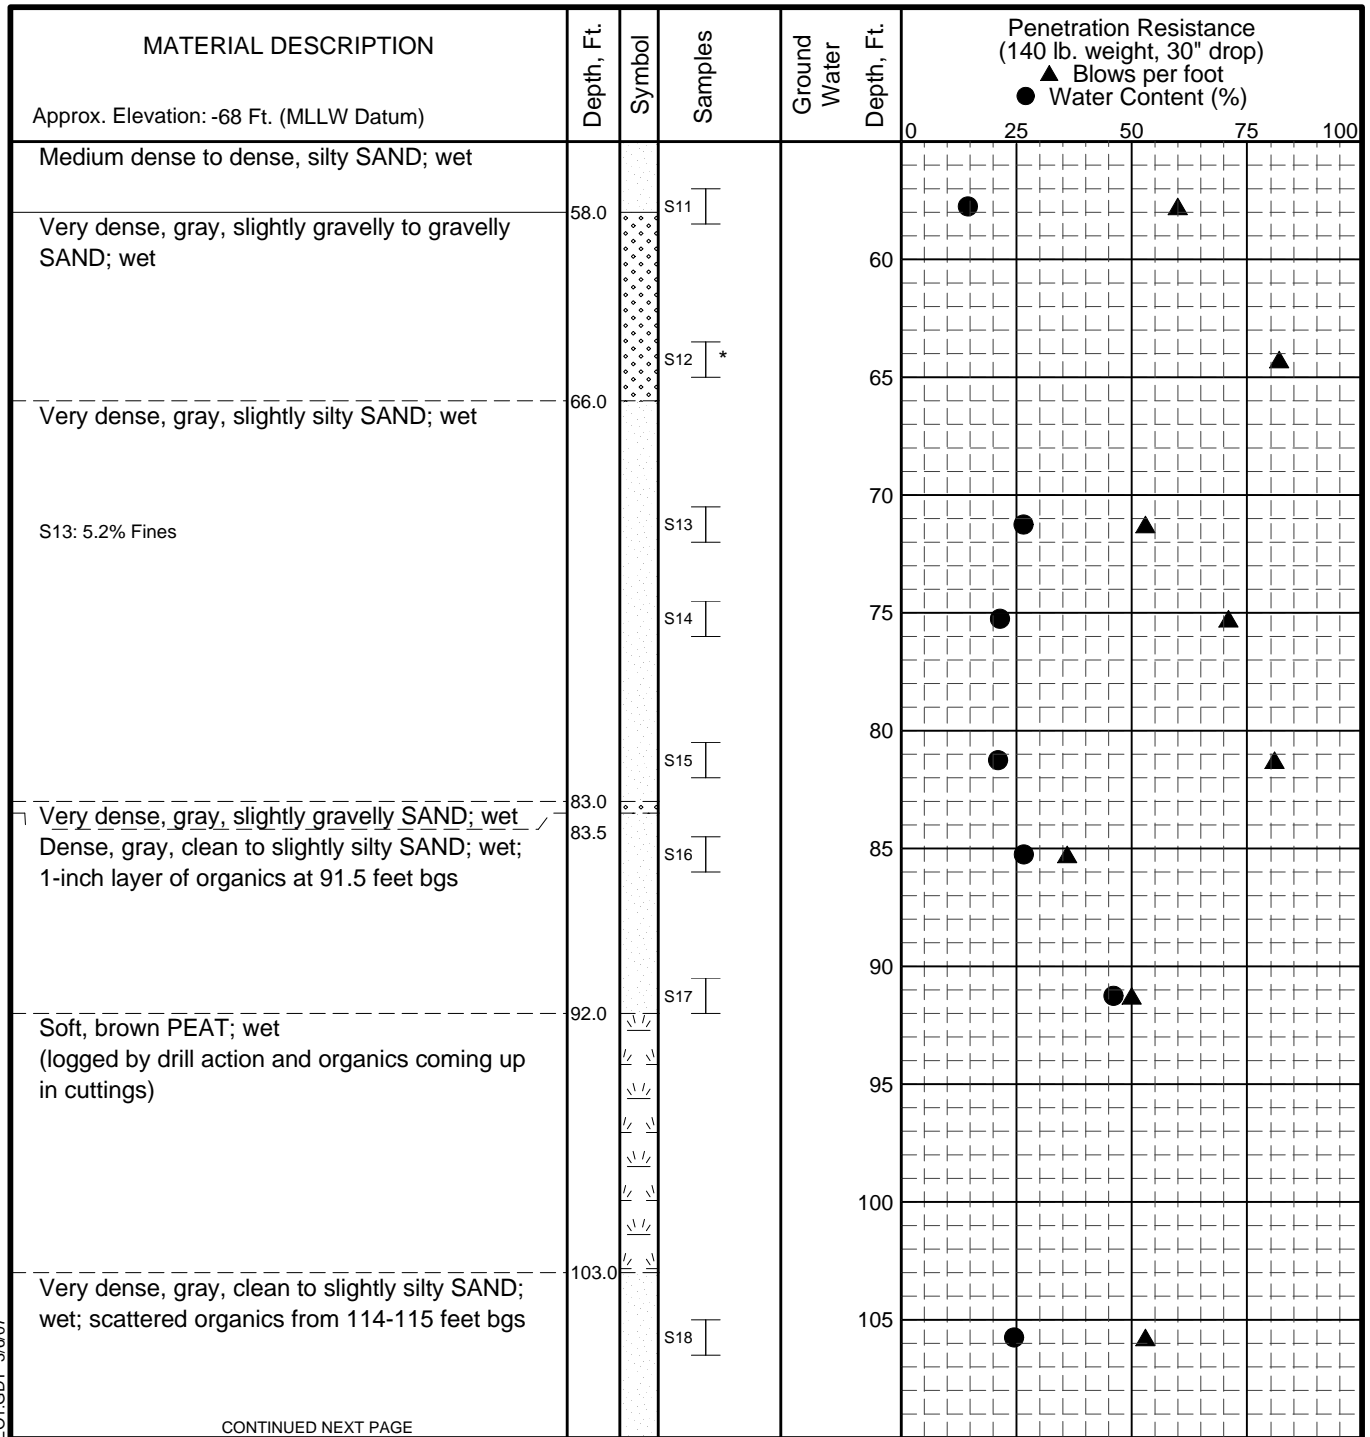 MATERIAL DESCRIPTION
Approx. Elevation: -68 Ft. (MLLW Datum)
Depth, Ft.
Symbol
Samples
Ground
Water
Depth, Ft.
Penetration Resistance
(140 lb. weight, 30" drop)
▲ Blows per foot
● Water Content (%)
0 25 50 75 100
Medium dense to dense, silty SAND; wet
S11
58.0
Very dense, gray, slightly gravelly to gravelly
SAND; wet
60
S12 *
65
66.0
Very dense, gray, slightly silty SAND; wet
70
S13: 5.2% Fines
S13
S14
75
80
S15
83.0
Very dense, gray, slightly gravelly SAND; wet
83.5
Dense, gray, clean to slightly silty SAND; wet;
1-inch layer of organics at 91.5 feet bgs
S16
85
90
S17
92.0
Soft, brown PEAT; wet
(logged by drill action and organics coming up
in cuttings)
95
100
103.0
Very dense, gray, clean to slightly silty SAND;
wet; scattered organics from 114-115 feet bgs
105
S18
CONTINUED NEXT PAGE